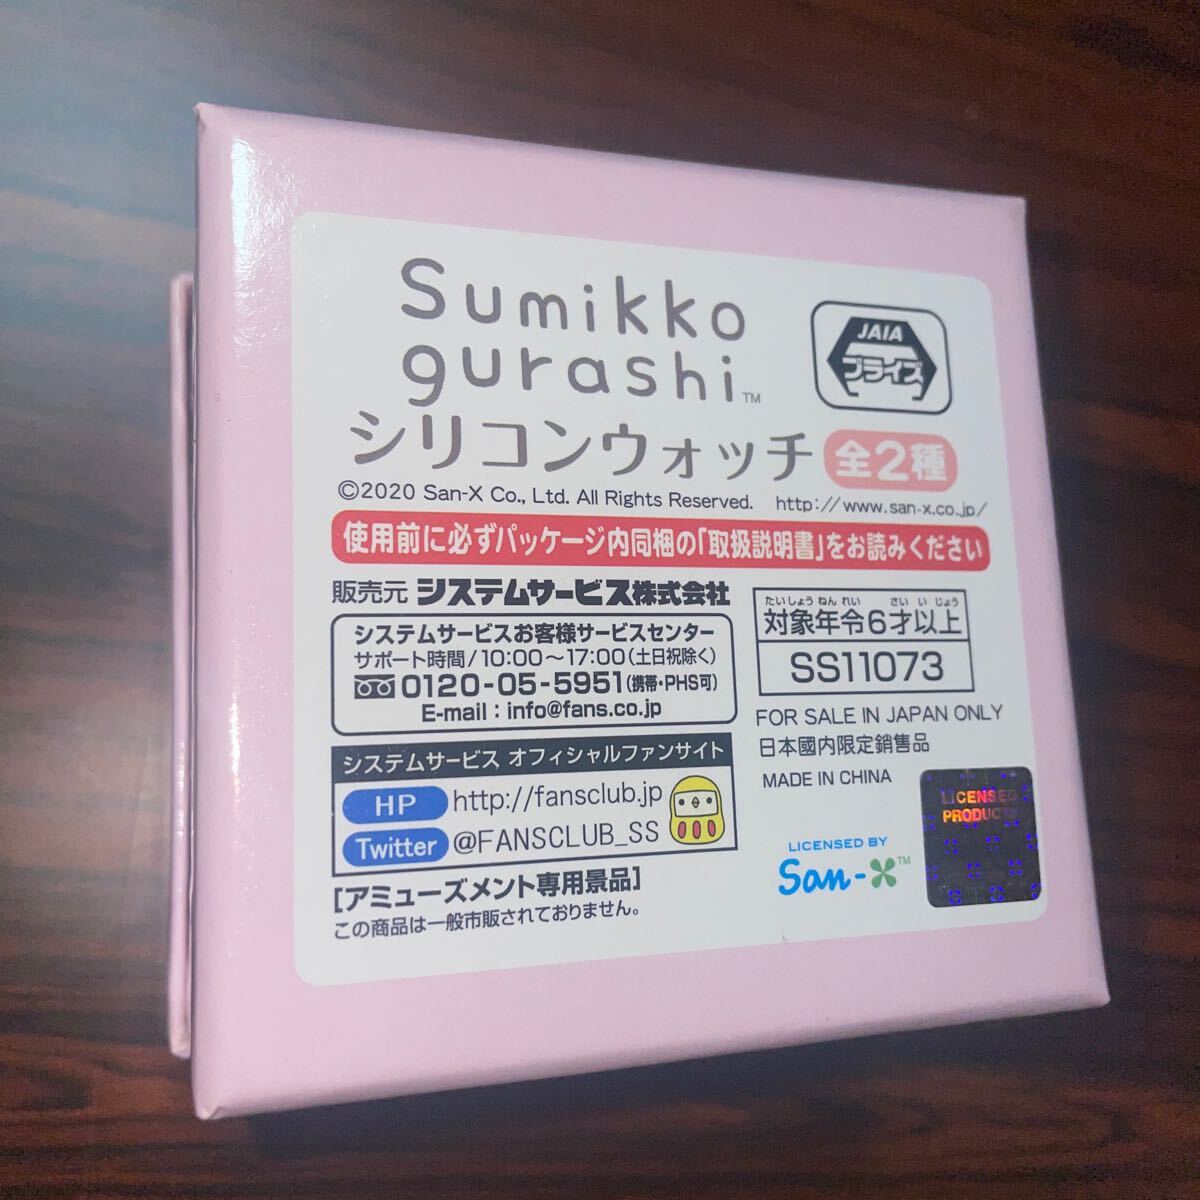 Sumikko
gurashi™
JAIA
プライズ
シリコンウォッチ 全2種
©2020 San-X Co., Ltd. All Rights Reserved. http://www.san-x.co.jp/
使用前に必ずパッケージ内同梱の「取扱説明書」をお読みください
販売元 システムサービス株式会社
システムサービスお客様サービスセンター
サポート時間/10:00～17:00(土日祝除く)
0120-05-5951(携帯・PHS可)
E-mail：info@fans.co.jp
たいしょうねんれい さいいじょう
対象年令6才以上
SS11073
FOR SALE IN JAPAN ONLY
日本國内限定銷售品
MADE IN CHINA
システムサービス オフィシャルファンサイト
HP http://fansclub.jp
Twitter @FANSCLUB_SS
[アミューズメント専用景品]
この商品は一般市販されておりません。
LICENSED BY
San-X™
LICENSED
PRODUCTS